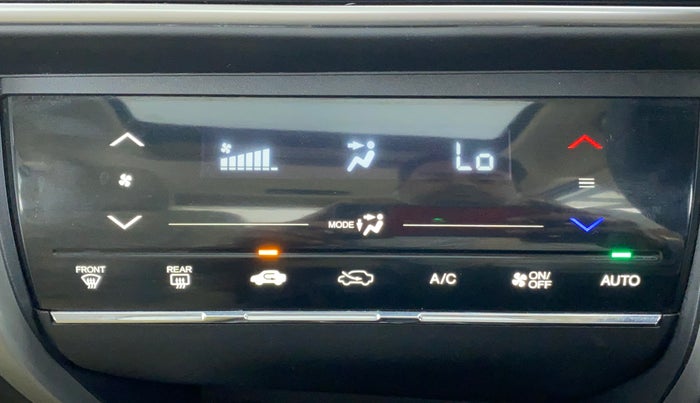 Lo
MODE
FRONT
REAR
A/C
ON/
OFF
AUTO